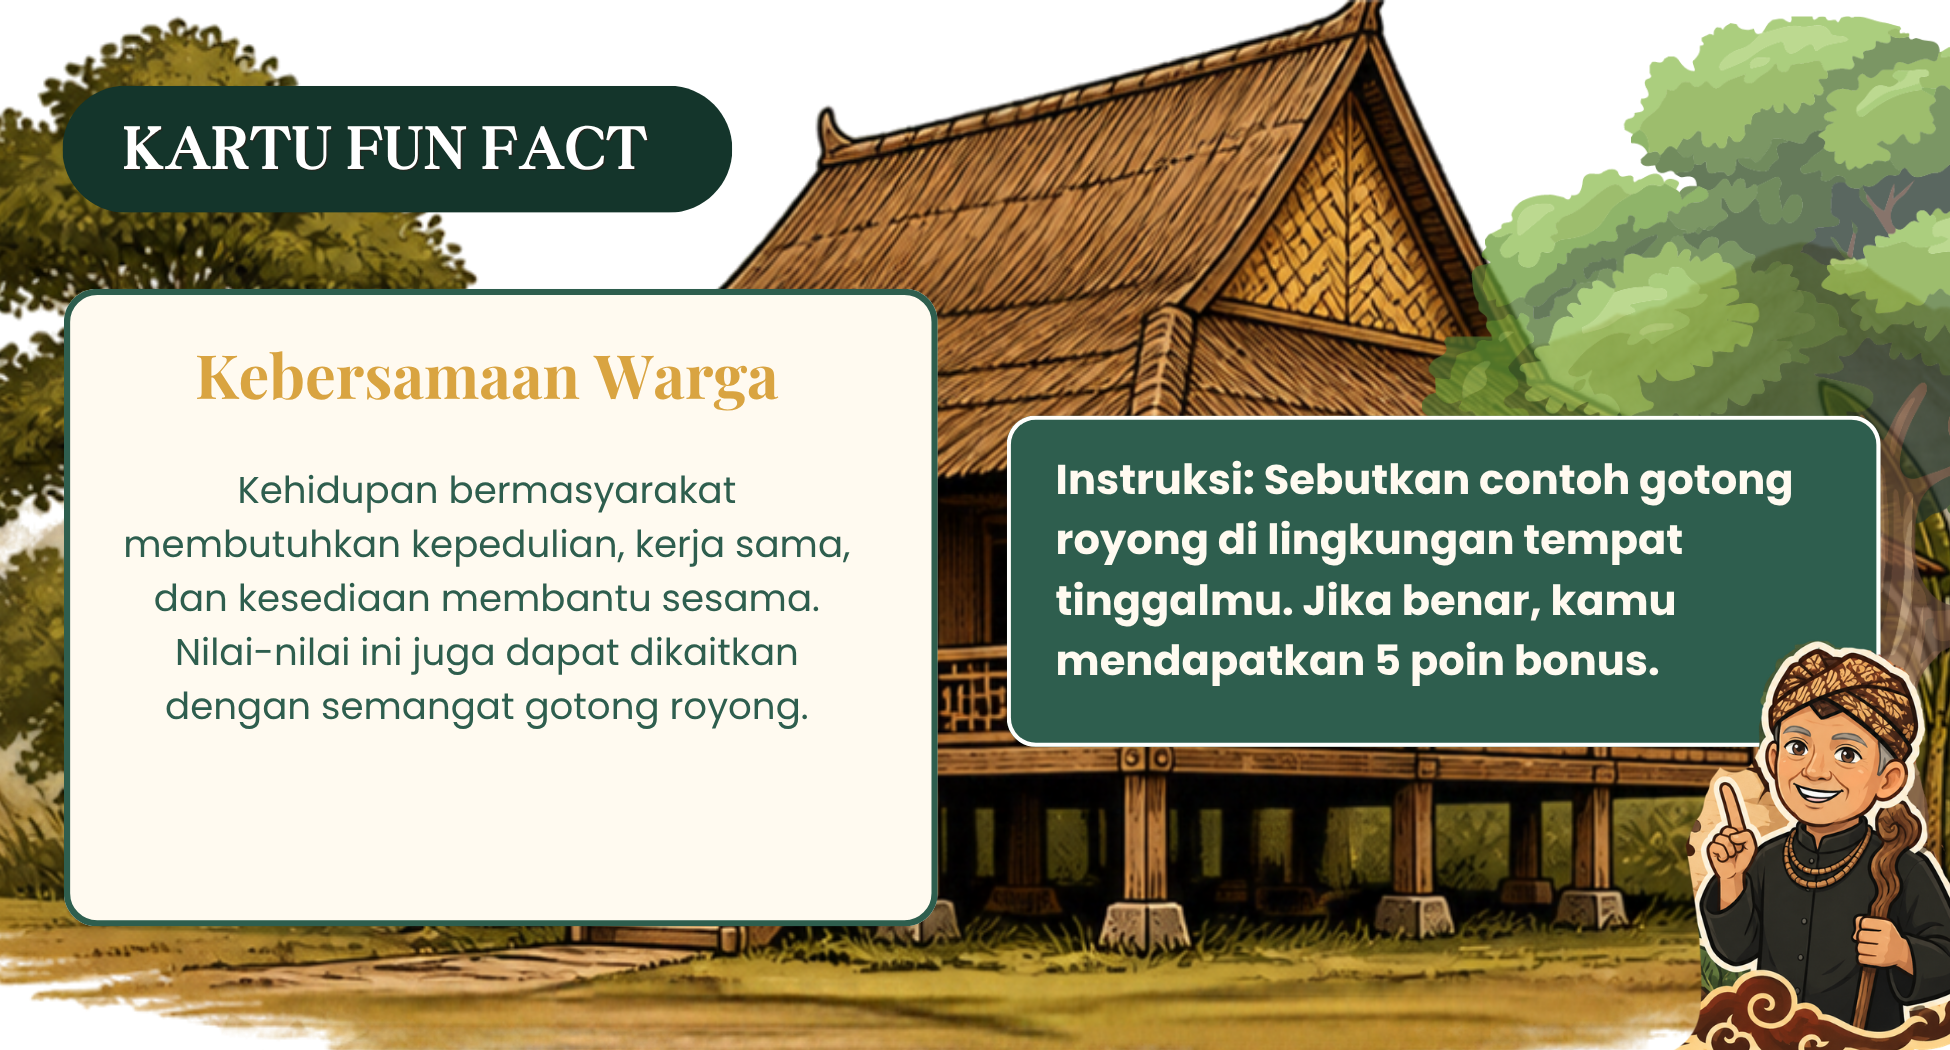 KARTU FUN FACT
Kebersamaan Warga
Kehidupan bermasyarakat
membutuhkan kepedulian, kerja sama,
dan kesediaan membantu sesama.
Nilai-nilai ini juga dapat dikaitkan
dengan semangat gotong royong.
Instruksi: Sebutkan contoh gotong
royong di lingkungan tempat
tinggalmu. Jika benar, kamu
mendapatkan 5 poin bonus.